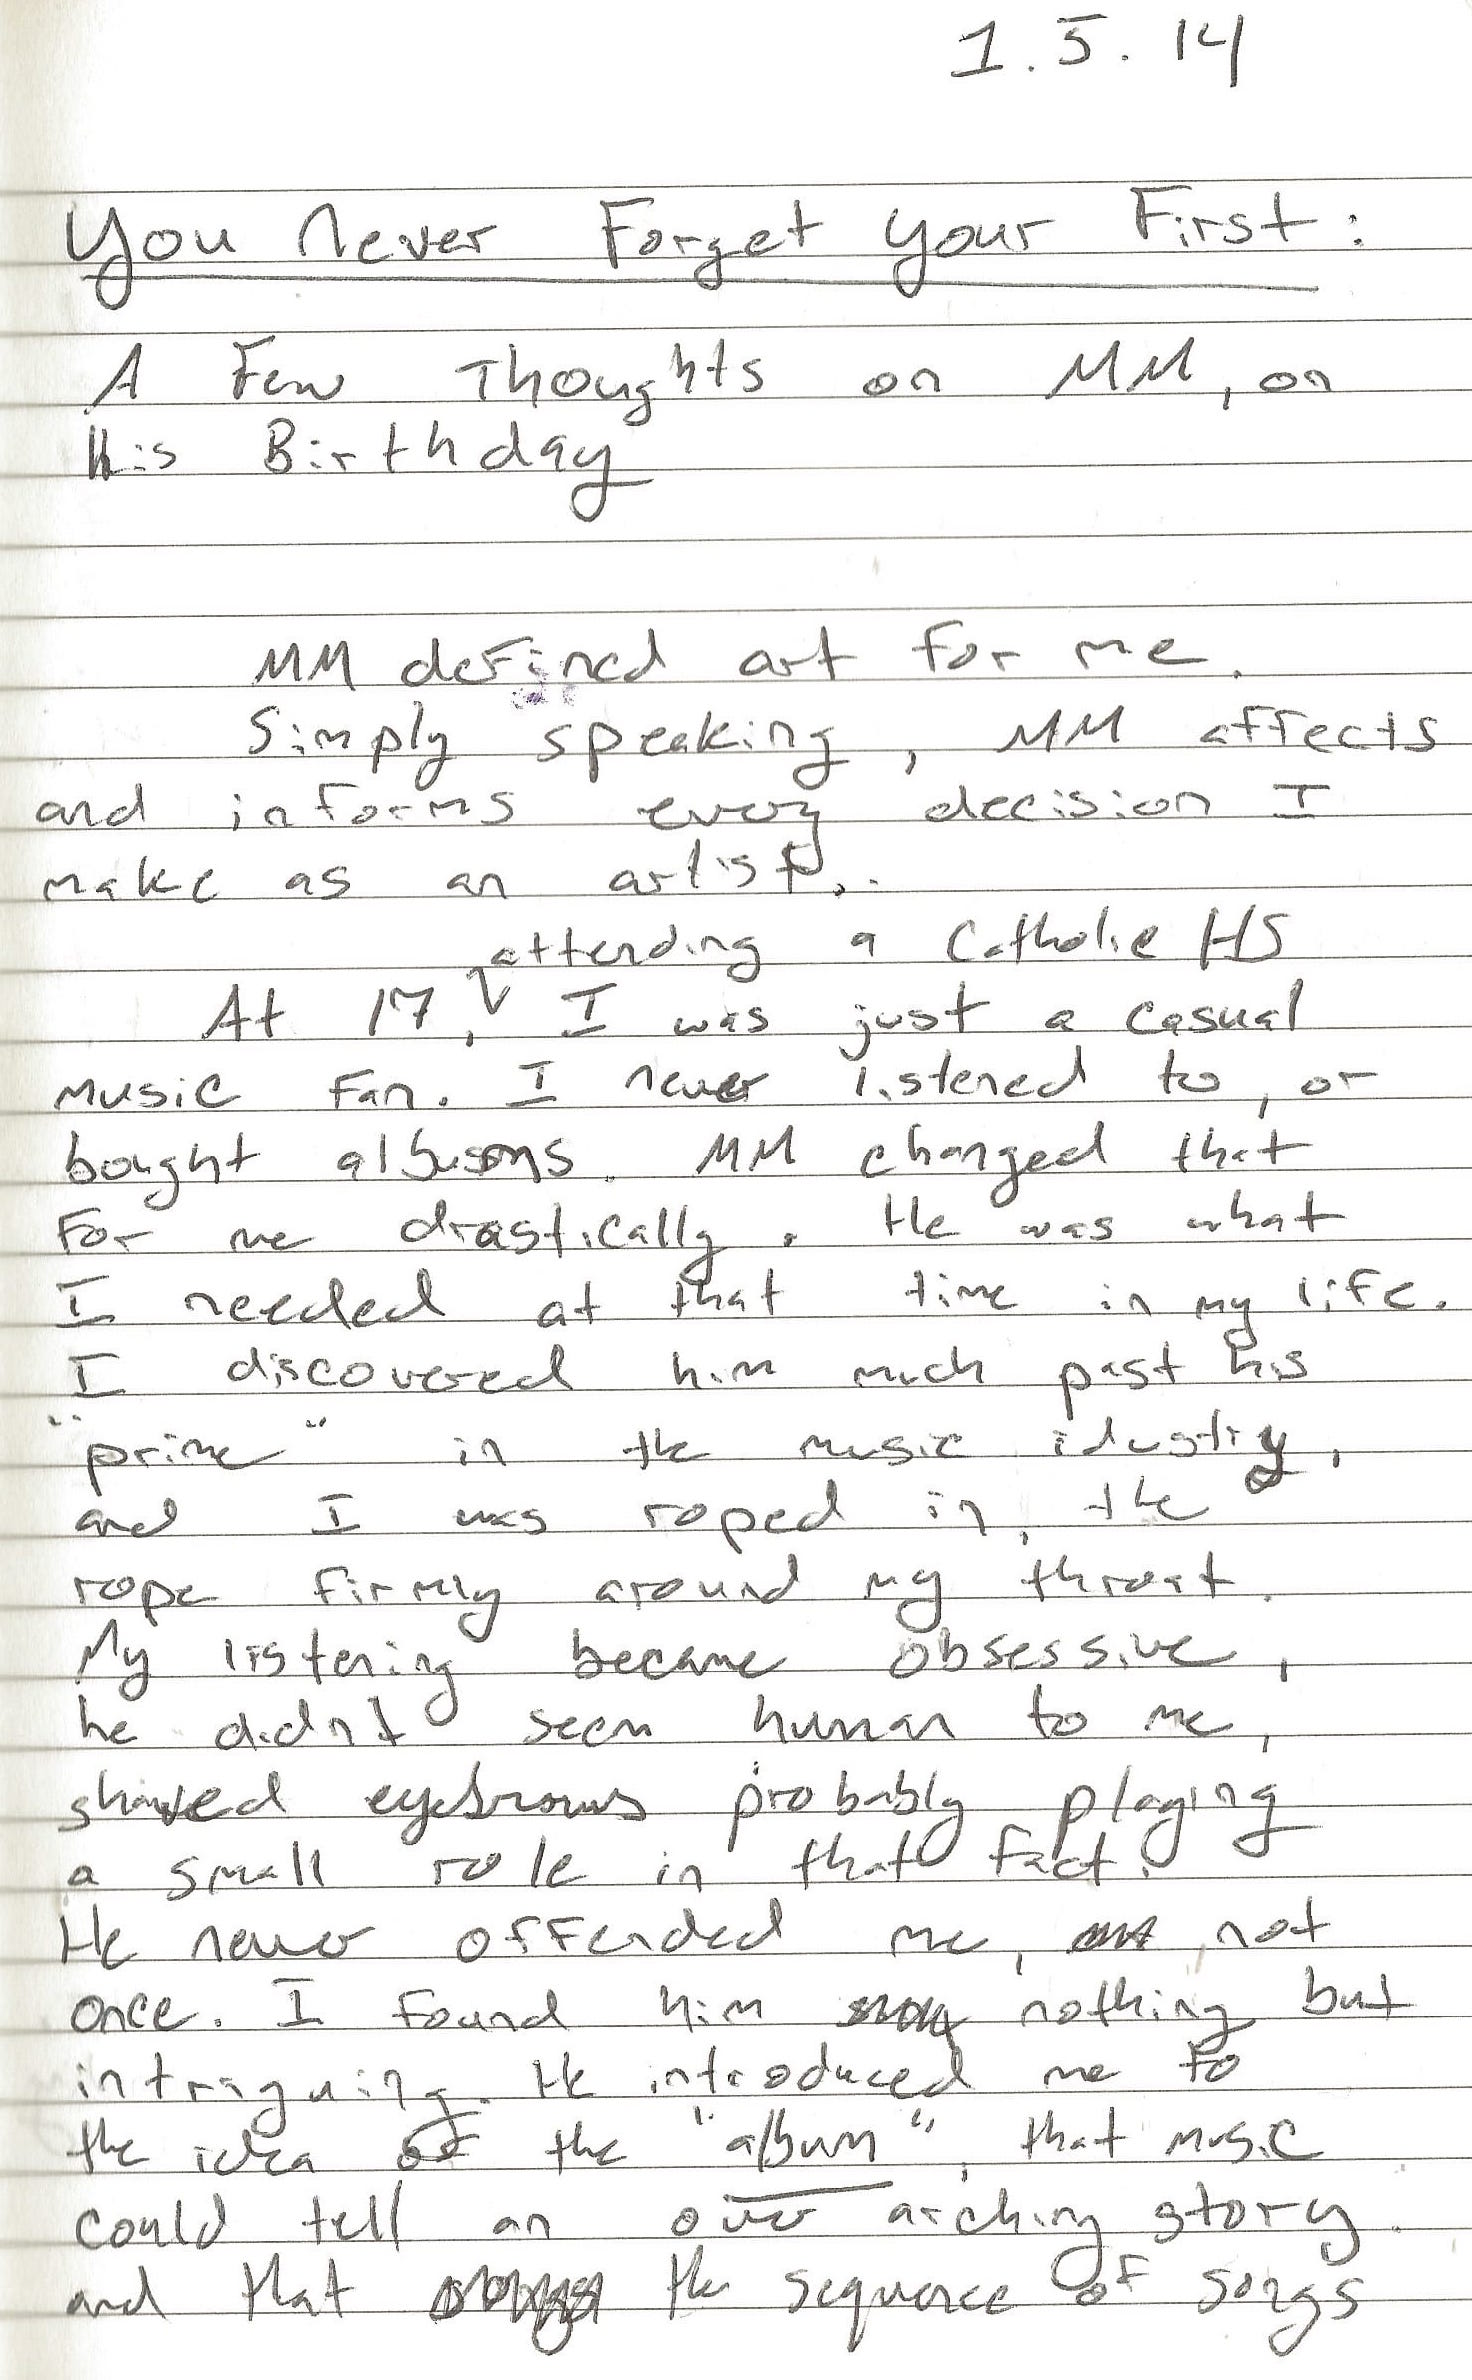 1.5.14
You Never Forget Your First:
A Few Thoughts on MM, on
His Birthday
MM defined art for me.
Simply speaking, MM affects
and informs every decision I
make as an artist.
attending a Catholic HS
At 17, I was just a casual
music fan. I never listened to, or
bought albums. MM changed that
for me drastically. He was what
I needed at that time in my life.
I discovered him much past his
"prime" in the music idustry,
and I was roped in, the
rope firmly around my throat.
My listening became obsessive,
he didn't seem human to me,
shaved eyebrows probably playing
a small role in that fact.
He never offended me, not
once. I found him nothing but
intriguing. He introduced me to
the idea of the "album", that music
could tell an over arching story.
and that the sequence of songs